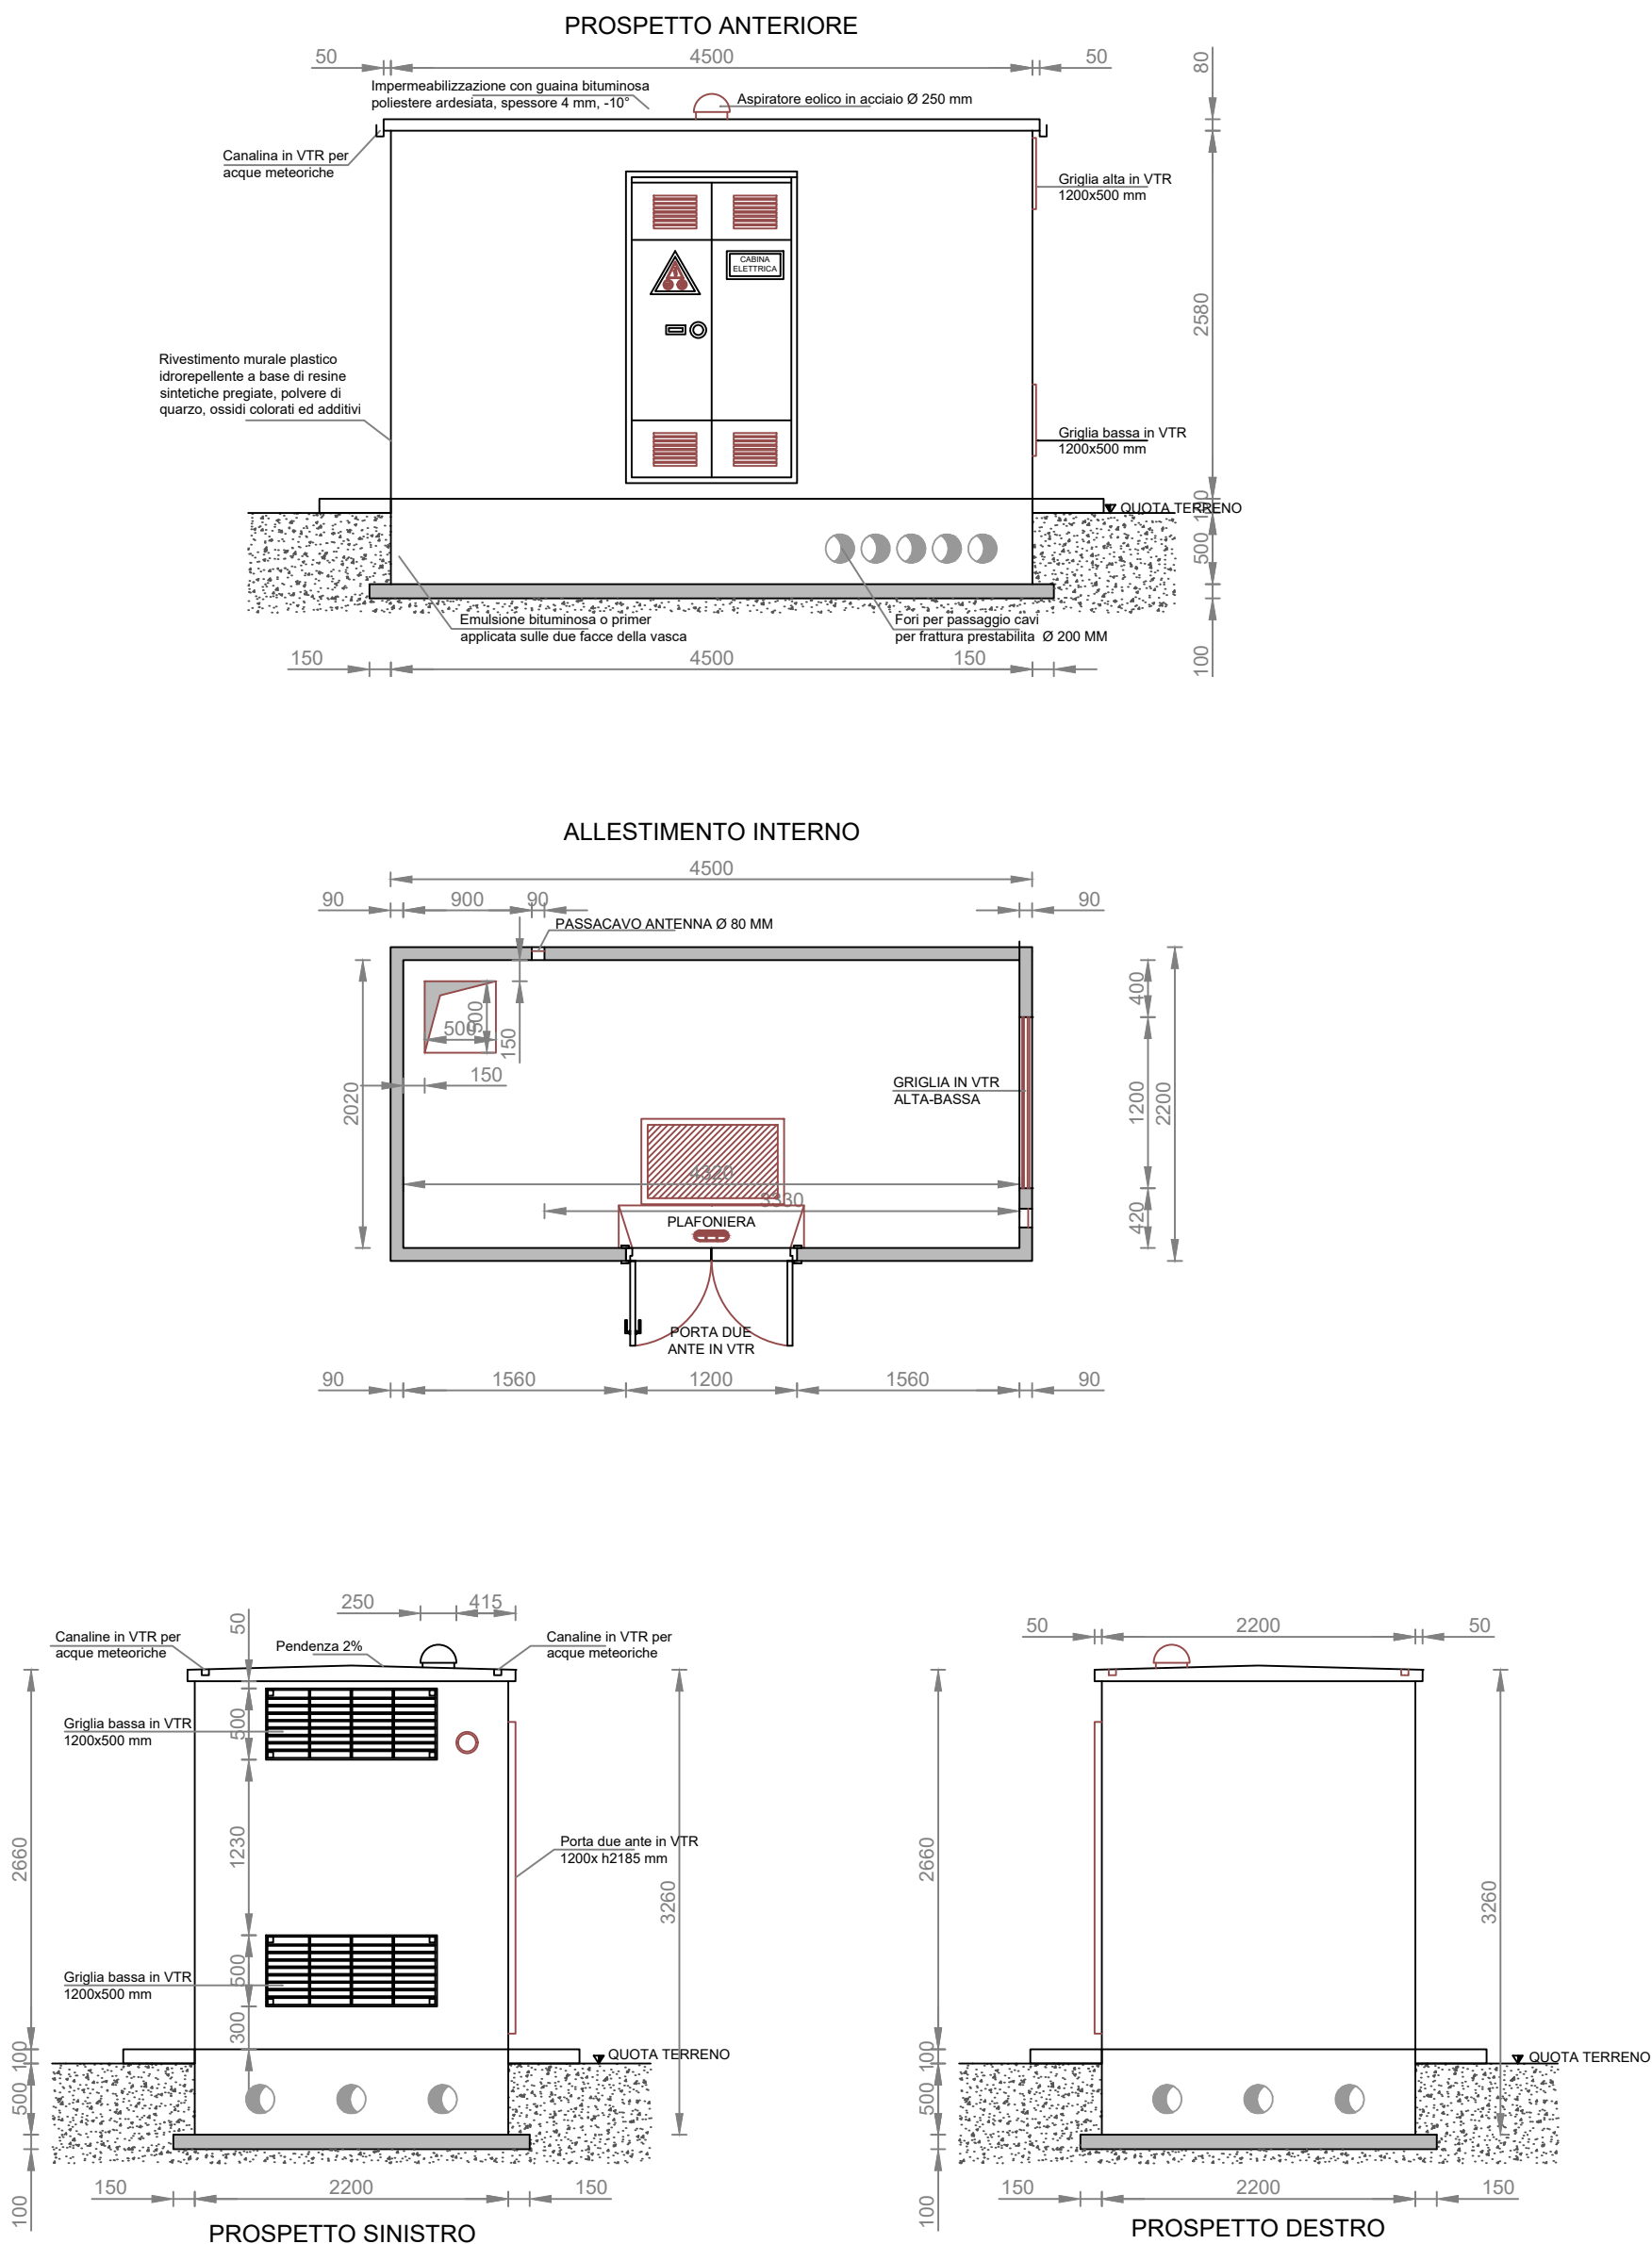 PROSPETTO ANTERIORE
50
4500
50
80
Impermeabilizzazione con guaina bituminosa
poliestere ardesiata, spessore 4 mm, -10°
Aspiratore eolico in acciaio Ø 250 mm
Canalina in VTR per
acque meteoriche
Griglia alta in VTR
1200x500 mm
CABINA
ELETTRICA
2580
Rivestimento murale plastico
idrorepellente a base di resine
sintetiche pregiate, polvere di
quarzo, ossidi colorati ed additivi
Griglia bassa in VTR
1200x500 mm
100
QUOTA TERRENO
500
Emulsione bituminosa o primer
applicata sulle due facce della vasca
Fori per passaggio cavi
per frattura prestabilita Ø 200 MM
100
150
4500
150
ALLESTIMENTO INTERNO
4500
90
900
90
90
PASSACAVO ANTENNA Ø 80 MM
400
500
500
150
150
2020
GRIGLIA IN VTR
ALTA-BASSA
1200
2200
4320
3330
PLAFONIERA
420
PORTA DUE
ANTE IN VTR
90
1560
1200
1560
90
250
415
50
Canaline in VTR per
acque meteoriche
Pendenza 2%
Canaline in VTR per
acque meteoriche
Griglia bassa in VTR
1200x500 mm
500
1230
2660
Porta due ante in VTR
1200x h2185 mm
3260
Griglia bassa in VTR
1200x500 mm
500
300
100
QUOTA TERRENO
500
150
2200
150
100
PROSPETTO SINISTRO
50
2200
50
2660
3260
100
QUOTA TERRENO
500
150
2200
150
100
PROSPETTO DESTRO